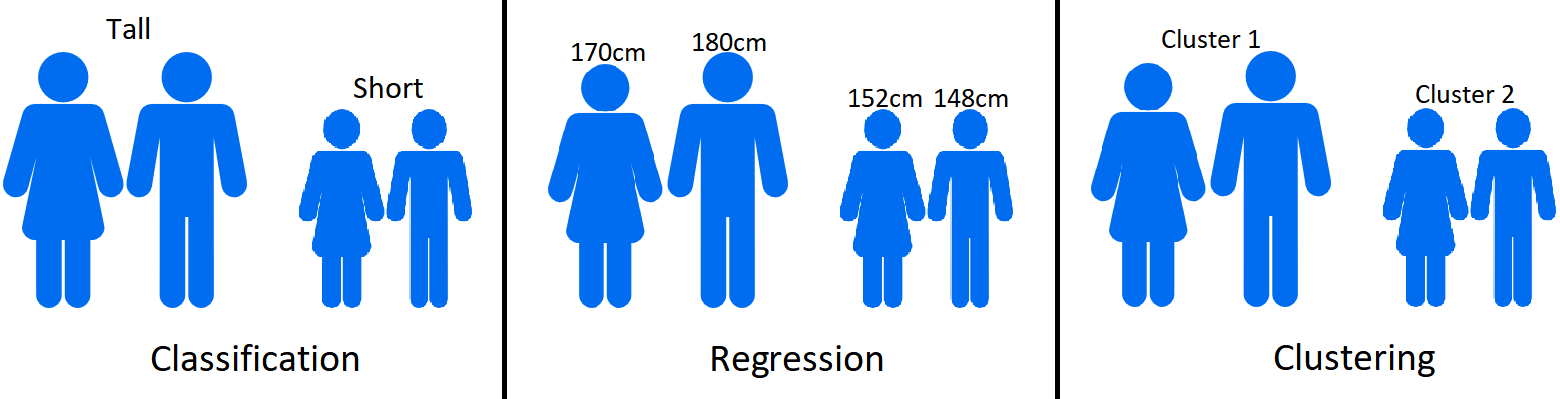 Tall
Short
Classification
170cm
180cm
152cm
148cm
Regression
Cluster 1
Cluster 2
Clustering